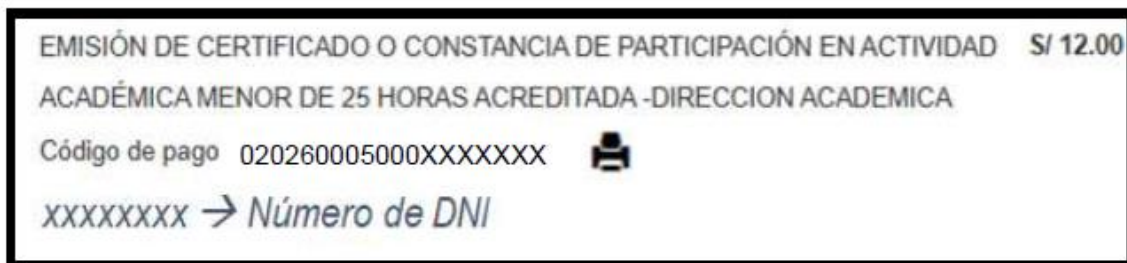 EMISIÓN DE CERTIFICADO O CONSTANCIA DE PARTICIPACIÓN EN ACTIVIDAD S/ 12.00
ACADÉMICA MENOR DE 25 HORAS ACREDITADA -DIRECCION ACADEMICA
Código de pago 020260005000XXXXXXX
xxxxxxxx → Número de DNI